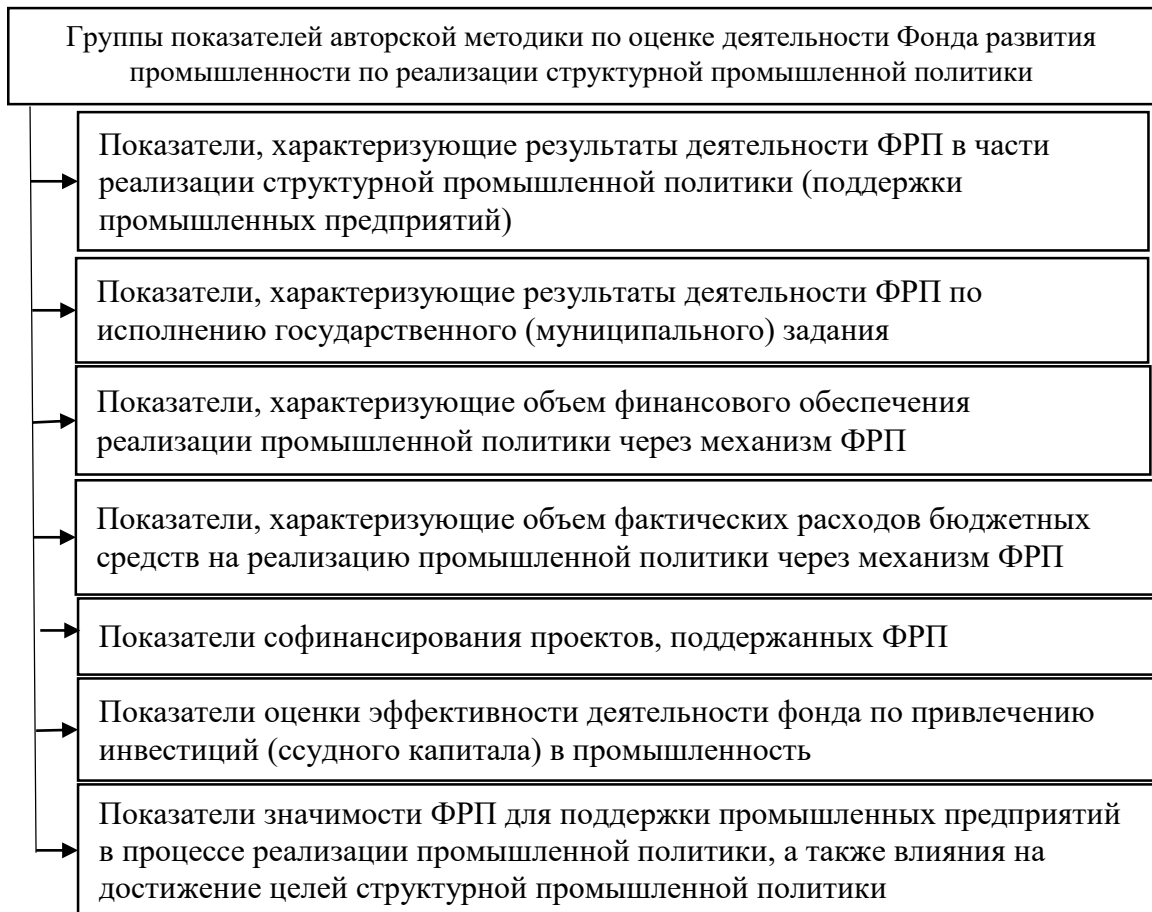 Группы показателей авторской методики по оценке деятельности Фонда развития
промышленности по реализации структурной промышленной политики
Показатели, характеризующие результаты деятельности ФРП в части
реализации структурной промышленной политики (поддержки
промышленных предприятий)
Показатели, характеризующие результаты деятельности ФРП по
исполнению государственного (муниципального) задания
Показатели, характеризующие объем финансового обеспечения
реализации промышленной политики через механизм ФРП
Показатели, характеризующие объем фактических расходов бюджетных
средств на реализацию промышленной политики через механизм ФРП
Показатели софинансирования проектов, поддержанных ФРП
Показатели оценки эффективности деятельности фонда по привлечению
инвестиций (ссудного капитала) в промышленность
Показатели значимости ФРП для поддержки промышленных предприятий
в процессе реализации промышленной политики, а также влияния на
достижение целей структурной промышленной политики